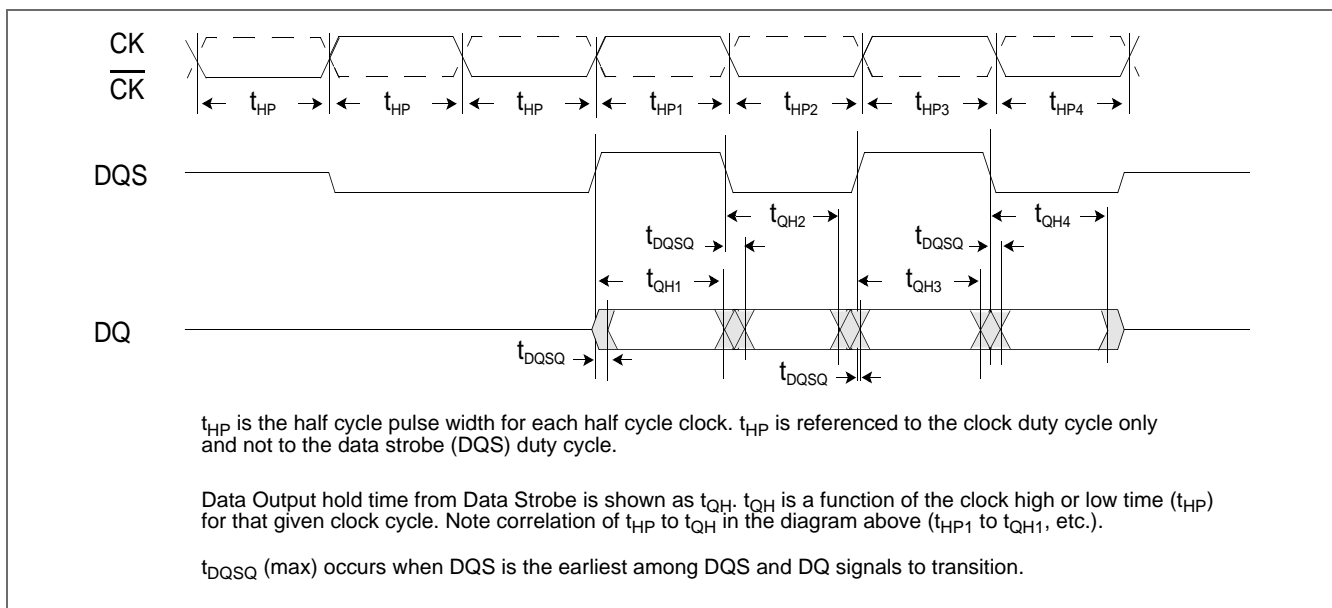 CK
CK
tHP tHP tHP tHP1 tHP2 tHP3 tHP4
DQS
tQH2 tQH4
tDQSQ tDQSQ
tQH1 tQH3
DQ
tDQSQ
tDQSQ
tHP is the half cycle pulse width for each half cycle clock. tHP is referenced to the clock duty cycle only
and not to the data strobe (DQS) duty cycle.
Data Output hold time from Data Strobe is shown as tQH. tQH is a function of the clock high or low time (tHP)
for that given clock cycle. Note correlation of tHP to tQH in the diagram above (tHP1 to tQH1, etc.).
tDQSQ (max) occurs when DQS is the earliest among DQS and DQ signals to transition.